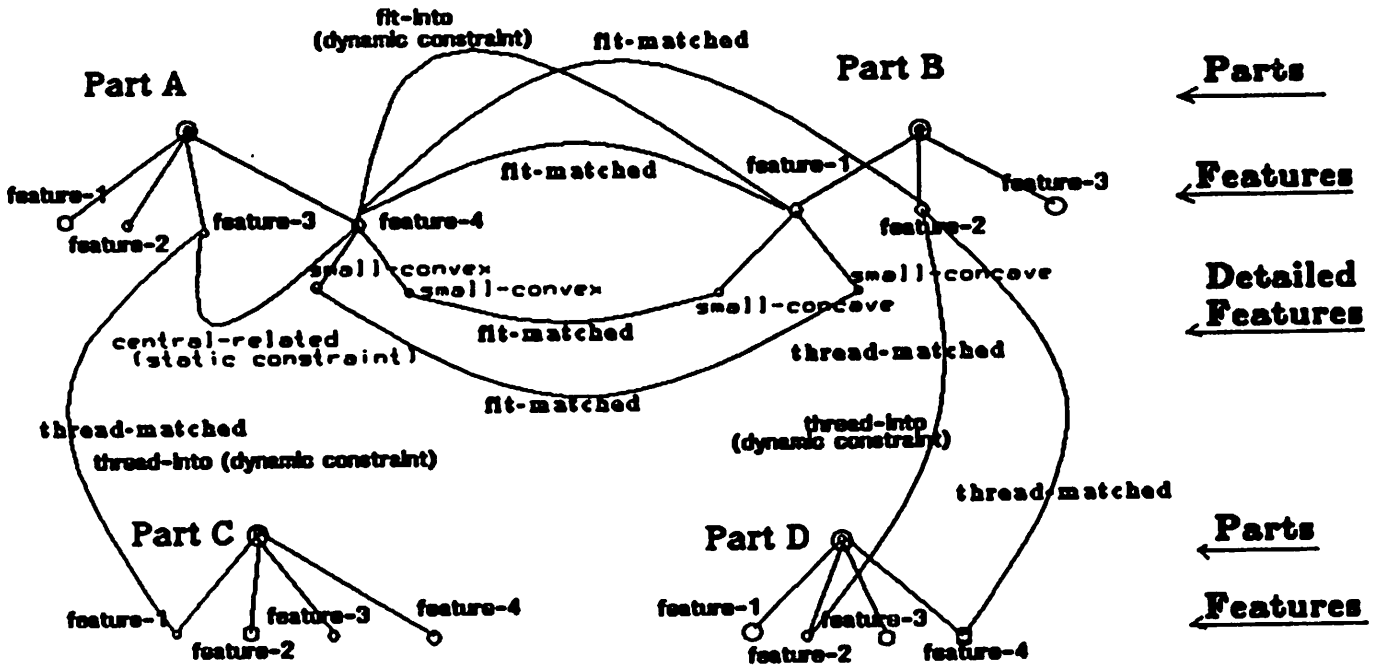 fit-into
(dynamic constraint)
fit-matched
Part A
Part B
Parts
fit-matched
feature-1
feature-1
feature-3
Features
feature-2
feature-3
feature-4
feature-2
small-convex
small-convex
small-concave
small-concave
Detailed
Features
central-related
(static constraint)
fit-matched
thread-matched
fit-matched
thread-matched
thread-into (dynamic constraint)
thread-into
(dynamic constraint)
thread-matched
Part C
Part D
Parts
feature-1
feature-2
feature-3
feature-4
feature-1
feature-2
feature-3
feature-4
Features